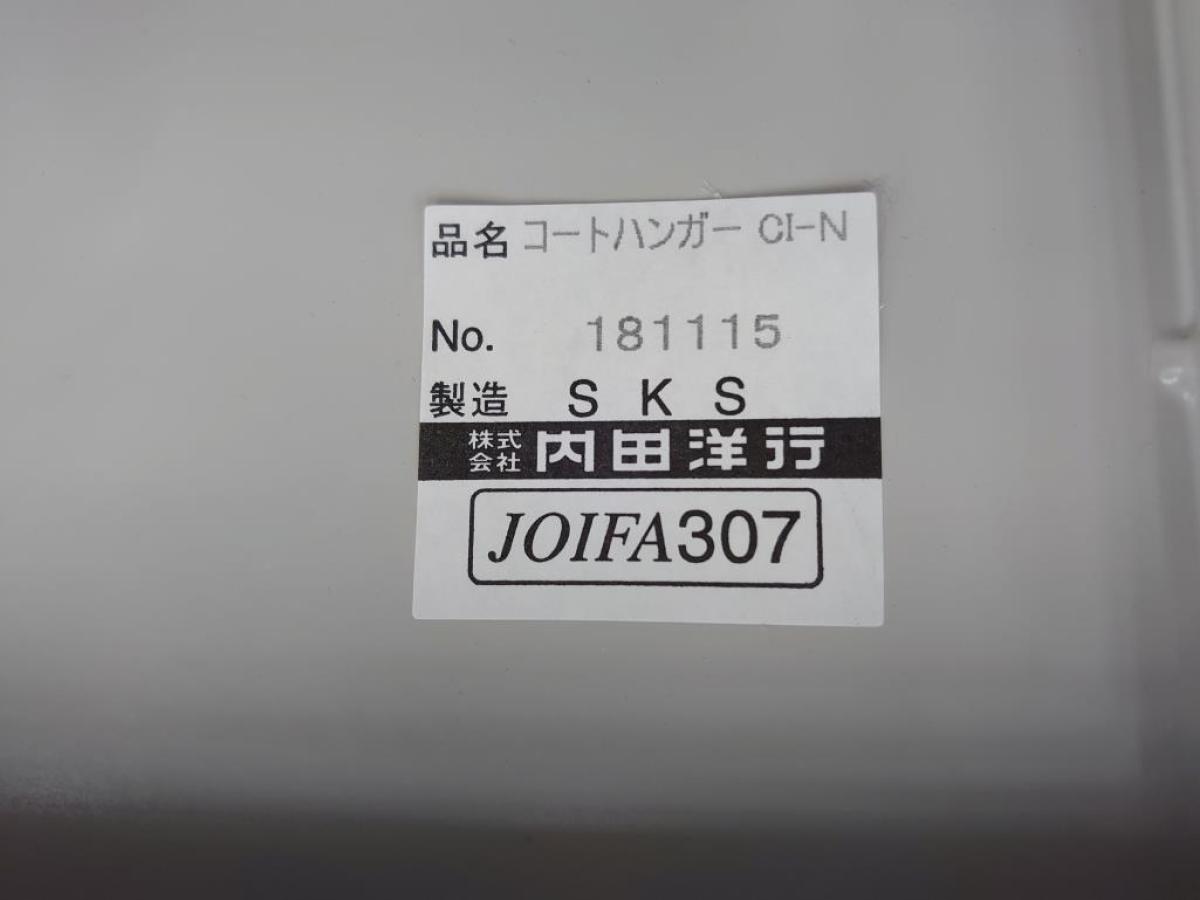 品名 コートハンガー CI-N
No. 181115
製造 S K S
株式会社 内田洋行
JOIFA307